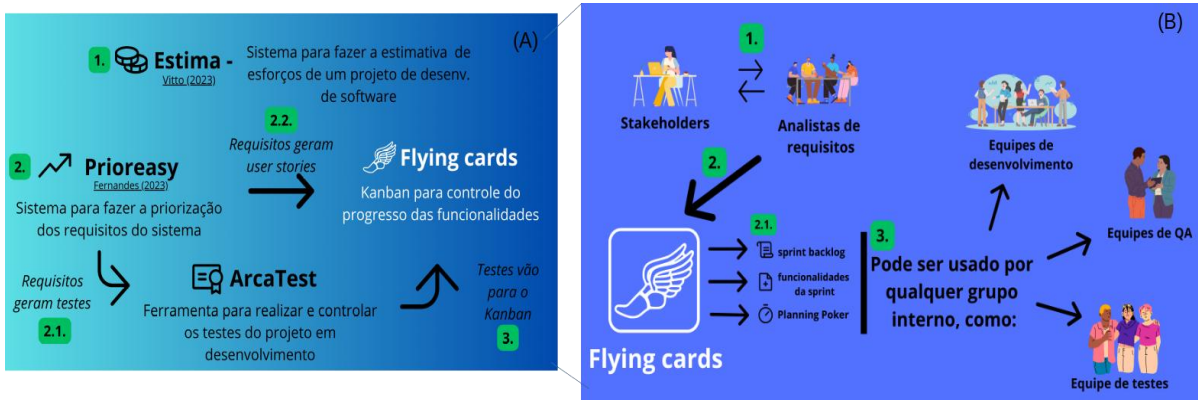 (A)
1.
Estima -
Vitto (2023)
Sistema para fazer a estimativa de
esforços de um projeto de desenv.
de software
2.2.
Requisitos geram
user stories
2.
Prioreasy
Fernandes (2023)
Sistema para fazer a priorização
dos requisitos do sistema
Flying cards
Kanban para controle do
progresso das funcionalidades
Requisitos
geram testes
2.1.
ArcaTest
Ferramenta para realizar e controlar
os testes do projeto em
desenvolvimento
Testes vão
para o
Kanban
3.
(B)
1.
Stakeholders
Analistas de
requisitos
2.
Flying cards
2.1.
sprint backlog
funcionalidades
da sprint
Planning Poker
3.
Pode ser usado por
qualquer grupo
interno, como:
Equipes de
desenvolvimento
Equipes de QA
Equipe de testes